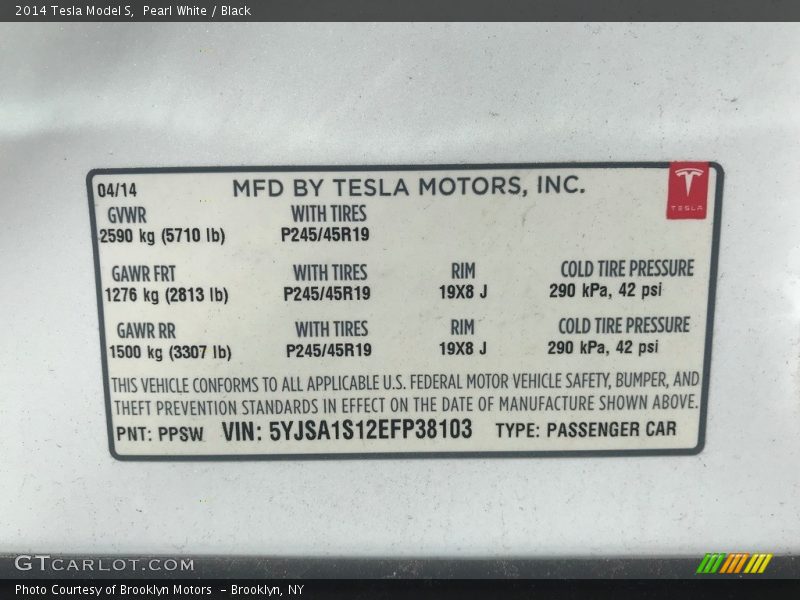 2014 Tesla Model S, Pearl White / Black
04/14 MFD BY TESLA MOTORS, INC.
TESLA
GVWR WITH TIRES
2590 kg (5710 lb) P245/45R19
GAWR FRT WITH TIRES RIM COLD TIRE PRESSURE
1276 kg (2813 lb) P245/45R19 19X8 J 290 kPa, 42 psi
GAWR RR WITH TIRES RIM COLD TIRE PRESSURE
1500 kg (3307 lb) P245/45R19 19X8 J 290 kPa, 42 psi
THIS VEHICLE CONFORMS TO ALL APPLICABLE U.S. FEDERAL MOTOR VEHICLE SAFETY, BUMPER, AND
THEFT PREVENTION STANDARDS IN EFFECT ON THE DATE OF MANUFACTURE SHOWN ABOVE.
PNT: PPSW VIN: 5YJSA1S12EFP38103 TYPE: PASSENGER CAR
GTCARLOT.COM
Photo Courtesy of Brooklyn Motors - Brooklyn, NY